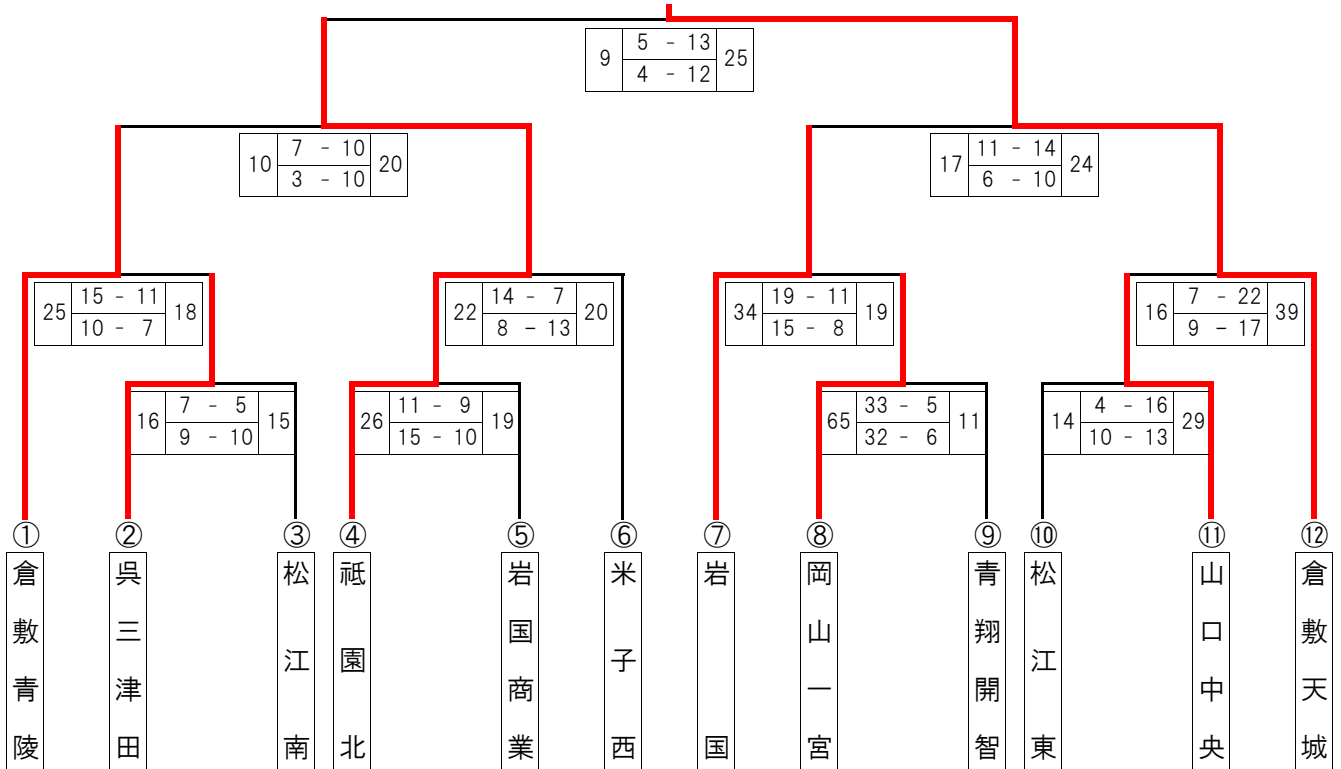 9 5 - 13 25
4 - 12
10 7 - 10 20
3 - 10
17 11 - 14 24
6 - 10
25 15 - 11 18
10 - 7
22 14 - 7 20
8 - 13
34 19 - 11 19
15 - 8
16 7 - 22 39
9 - 17
16 7 - 5 15
9 - 10
26 11 - 9 19
15 - 10
65 33 - 5 11
32 - 6
14 4 - 16 29
10 - 13
①
倉敷青陵
②
呉三津田
③
松江南
④
祗園北
⑤
岩国商業
⑥
米子西
⑦
岩国
⑧
岡山一宮
⑨
青翔開智
⑩
松江東
⑪
山口中央
⑫
倉敷天城